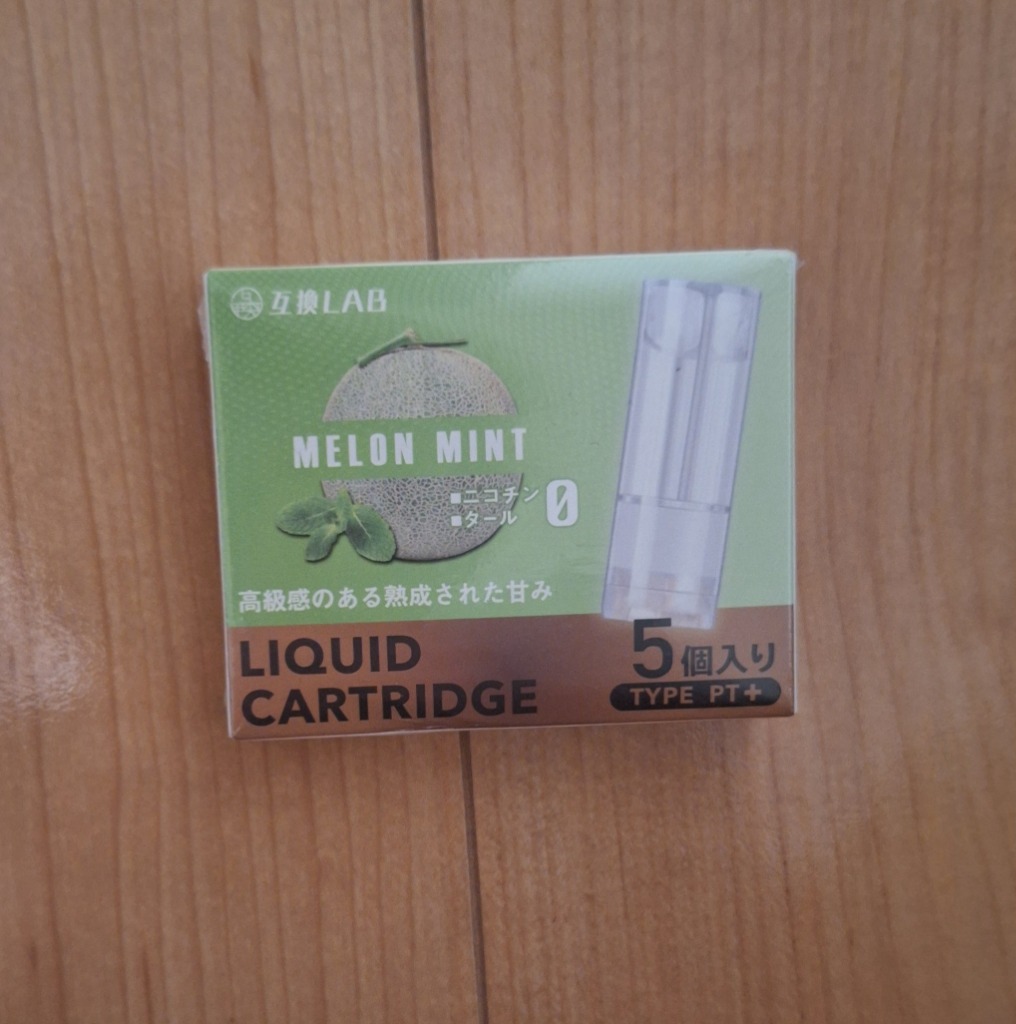 互換LAB
MELON MINT
■ニコチン
■タール
0
高級感のある熟成された甘み
LIQUID
CARTRIDGE
5個入り
TYPE PT+